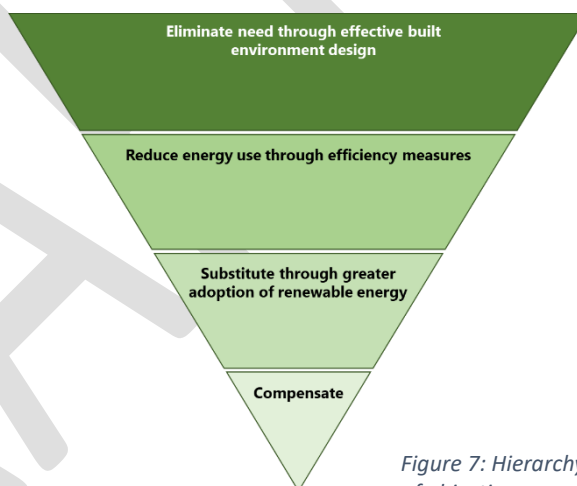 Eliminate need through effective built
environment design
Reduce energy use through efficiency measures
Substitute through greater
adoption of renewable energy
Compensate
Figure 7: Hierarchy